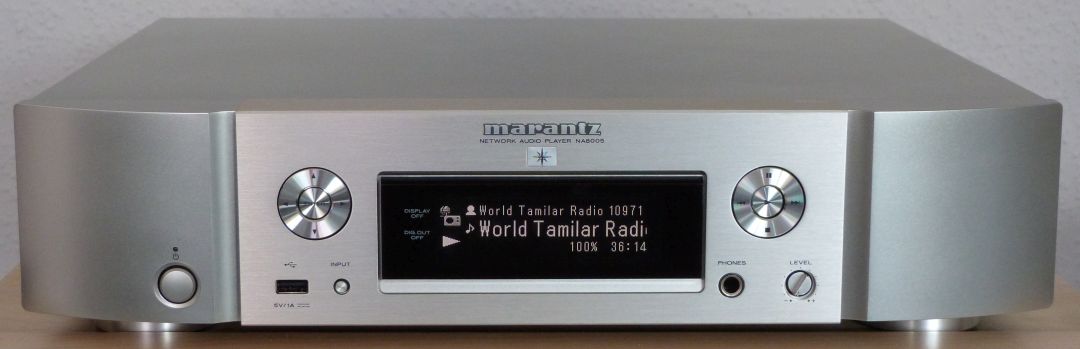 marantz
NETWORK AUDIO PLAYER NA8005
DISPLAY
OFF
DIG.OUT
OFF
World Tamilar Radio 10971
World Tamilar Radi
100% 36:14
INPUT
5V/1A
PHONES
LEVEL